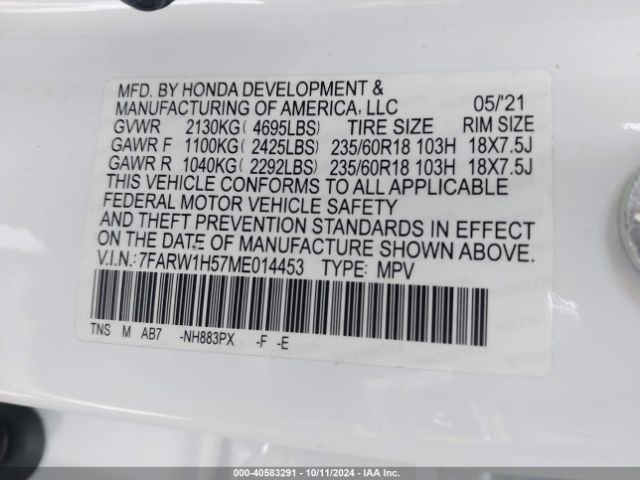 MFD. BY HONDA DEVELOPMENT &
MANUFACTURING OF AMERICA, LLC 05/'21
GVWR 2130KG(4695LBS) TIRE SIZE RIM SIZE
GAWR F 1100KG(2425LBS) 235/60R18 103H 18X7.5J
GAWR R 1040KG(2292LBS) 235/60R18 103H 18X7.5J
THIS VEHICLE CONFORMS TO ALL APPLICABLE
FEDERAL MOTOR VEHICLE SAFETY
AND THEFT PREVENTION STANDARDS IN EFFECT
ON THE DATE OF MANUFACTURE SHOWN ABOVE.
V.I.N.:7FARW1H57ME014453 TYPE: MPV
TNS M AB7 -NH883PX -F -E
000-40583291 - 10/11/2024 - IAA Inc.